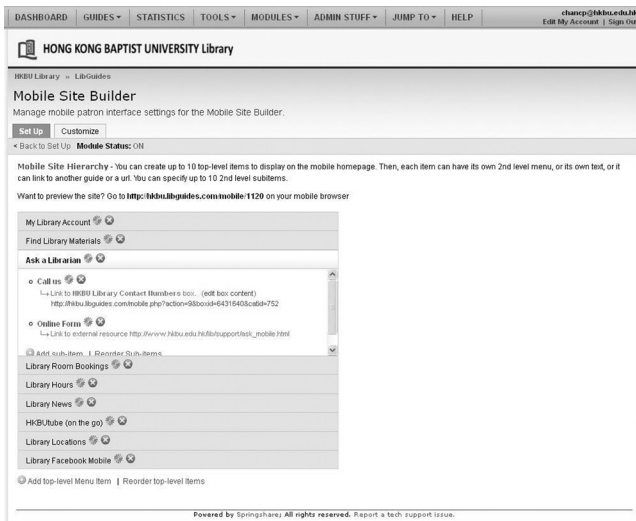 DASHBOARD GUIDES STATISTICS TOOLS MODULES ADMIN STUFF JUMP TO HELP
chancp@hkbu.edu.hk
Edit My Account | Sign Out
HONG KONG BAPTIST UNIVERSITY Library
HKBU Library » LibGuides
Mobile Site Builder
Manage mobile patron interface settings for the Mobile Site Builder.
Set Up Customize
< Back to Set Up Module Status: ON
Mobile Site Hierarchy - You can create up to 10 top-level items to display on the mobile homepage. Then, each item can have its own 2nd level menu, or its own text, or it
can link to another guide or a url. You can specify up to 10 2nd level subitems.
Want to preview the site? Go to http://hkbu.libguides.com/mobile/1120 on your mobile browser
My Library Account
Find Library Materials
Ask a Librarian
Call us
Link to HKBU Library Contact Numbers box. (edit box content)
http://hkbu.libguides.com/mobile.php?action=9&boxid=6431640&catid=752
Online Form
Link to external resource http://www.hkbu.edu.hk/lib/support/ask_mobile.html
Add sub-item | Reorder Sub-items
Library Room Bookings
Library Hours
Library News
HKBUtube (on the go)
Library Locations
Library Facebook Mobile
Add top-level Menu Item | Reorder top-level items
Powered by Springshare; All rights reserved. Report a tech support issue.